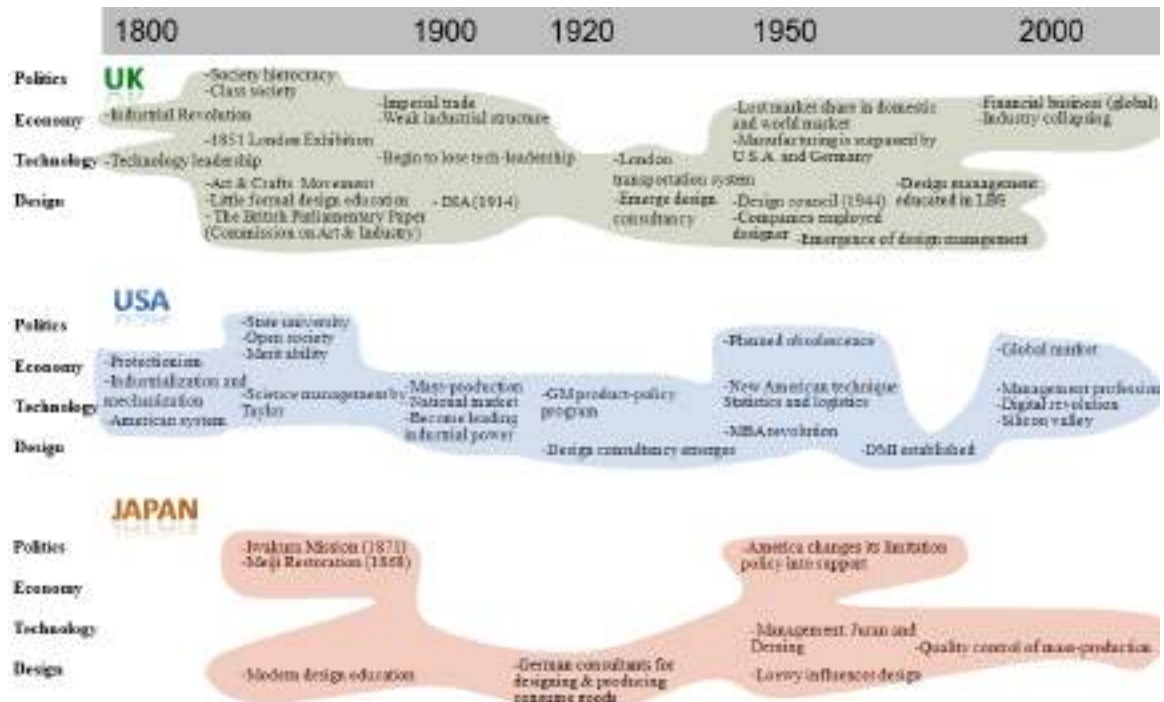 1800 1900 1920 1950 2000
UK
Politics
Economy
Technology
Design
-Society hierocracy
-Class society
-Industrial Revolution
-1851 London Exhibition
-Technology leadership
-Art & Crafts Movement
-Little formal design education
- The British Parliamentary Paper
(Commission on Art & Industry)
-Imperial trade
-Weak industrial structure
-Begin to lose tech-leadership
- DIA (1914)
-London
transportation system
-Emerge design
consultancy
-Lost market share in domestic
and world market
-Manufacturing is surpassed by
U.S.A. and Germany
-Design council (1944)
-Companies employed
designer
-Financial business (global)
-Industry collapsing
-Design management
educated in LBS
-Emergence of design management
USA
Politics
Economy
Technology
Design
-State university
-Open society
-Merit ability
-Protectionism
-Industrialization and
mechanization
-American system
-Science management by
Taylor
-Mass-production
-National market
-Become leading
industrial power
-GM product-policy
program
-Design consultancy emerges
-Planned obsolescence
-New American technique
Statistics and logistics
-MBA revolution
-DMI established
-Global market
-Management profession
-Digital revolution
-Silicon valley
JAPAN
Politics
Economy
Technology
Design
-Iwakura Mission (1871)
-Meiji Restoration (1868)
-Modern design education
-German consultants for
designing & producing
consume goods
-America changes its limitation
policy into support
-Management: Juran and
Deming
-Loewy influences design
-Quality control of mass-production